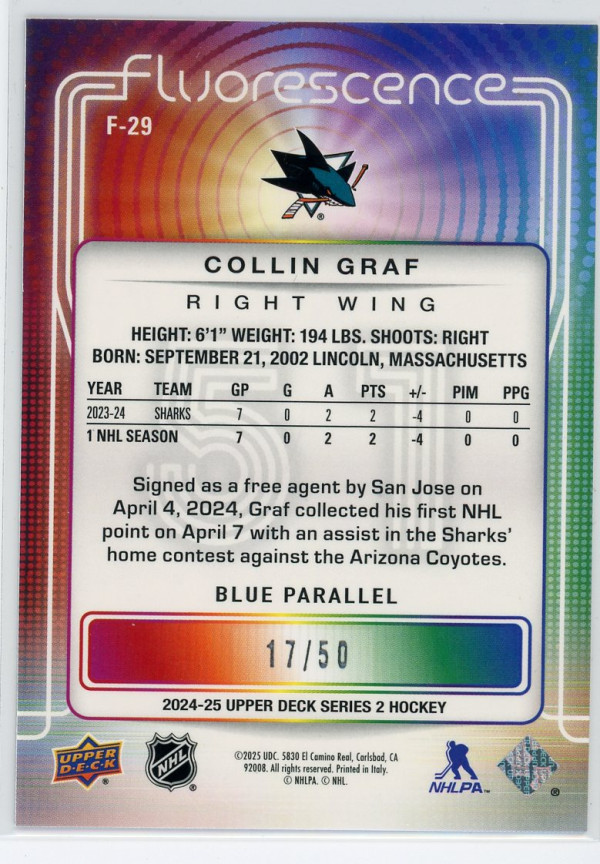 fluorescence
F-29
®
COLLIN GRAF
RIGHT WING
HEIGHT: 6'1" WEIGHT: 194 LBS. SHOOTS: RIGHT
BORN: SEPTEMBER 21, 2002 LINCOLN, MASSACHUSETTS
YEAR TEAM GP G A PTS +/- PIM PPG
2023-24 SHARKS 7 0 2 2 -4 0 0
1 NHL SEASON 7 0 2 2 -4 0 0
51
Signed as a free agent by San Jose on
April 4, 2024, Graf collected his first NHL
point on April 7 with an assist in the Sharks'
home contest against the Arizona Coyotes.
BLUE PARALLEL
17/50
2024-25 UPPER DECK SERIES 2 HOCKEY
UPPER DECK ®
NHL ®
©2025 UDC. 5830 El Camino Real, Carlsbad, CA
92008. All rights reserved. Printed in Italy.
© NHLPA. © NHL.
NHLPA™
®